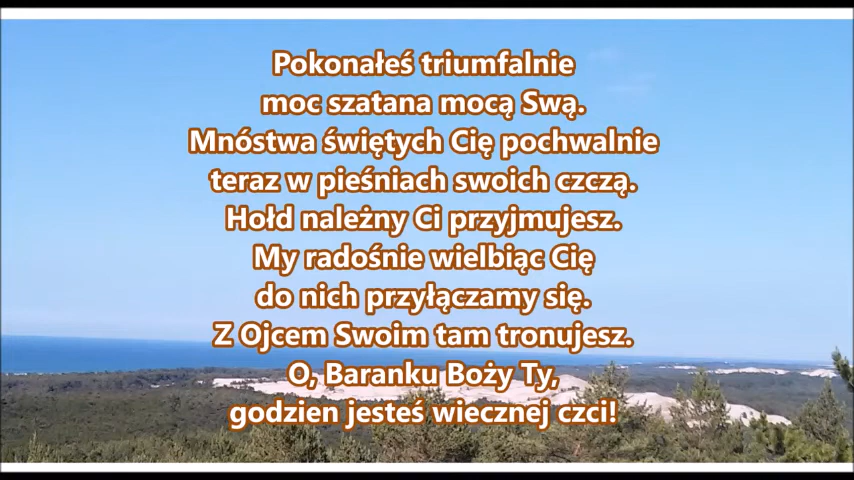 Pokonałeś triumfalnie
moc szatana mocą Swą.
Mnóstwa świętych Cię pochwalnie
teraz w pieśniach swoich czczą.
Hołd należny Ci przyjmujesz.
My radośnie wielbiąc Cię
do nich przyłączamy się.
Z Ojcem Swoim tam tronujesz.
O, Baranku Boży Ty,
godzien jesteś wiecznej czci!